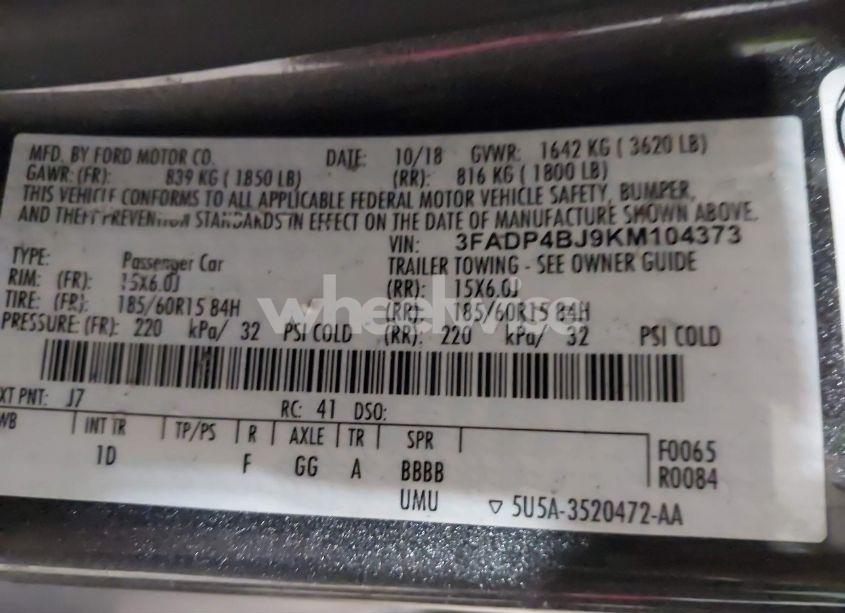 MFD. BY FORD MOTOR CO. DATE: 10/18 GVWR: 1642 KG ( 3620 LB)
GAWR: (FR): 839 KG ( 1850 LB) (RR): 816 KG ( 1800 LB)
THIS VEHICLE CONFORMS TO ALL APPLICABLE FEDERAL MOTOR VEHICLE SAFETY, BUMPER,
AND THEFT PREVENTION STANDARDS IN EFFECT ON THE DATE OF MANUFACTURE SHOWN ABOVE.
VIN: 3FADP4BJ9KM104373
TYPE: Passenger Car TRAILER TOWING - SEE OWNER GUIDE
RIM: (FR): 15X6.0J (RR): 15X6.0J
TIRE: (FR): 185/60R15 84H (RR): 185/60R15 84H
PRESSURE: (FR): 220 kPa/ 32 PSI COLD (RR): 220 kPa/ 32 PSI COLD
wheelwise
XT PNT: J7 RC: 41 DSO:
WB INT TR TP/PS R AXLE TR SPR F0065
1D F GG A BBBB R0084
UMU ▽ 5U5A-3520472-AA